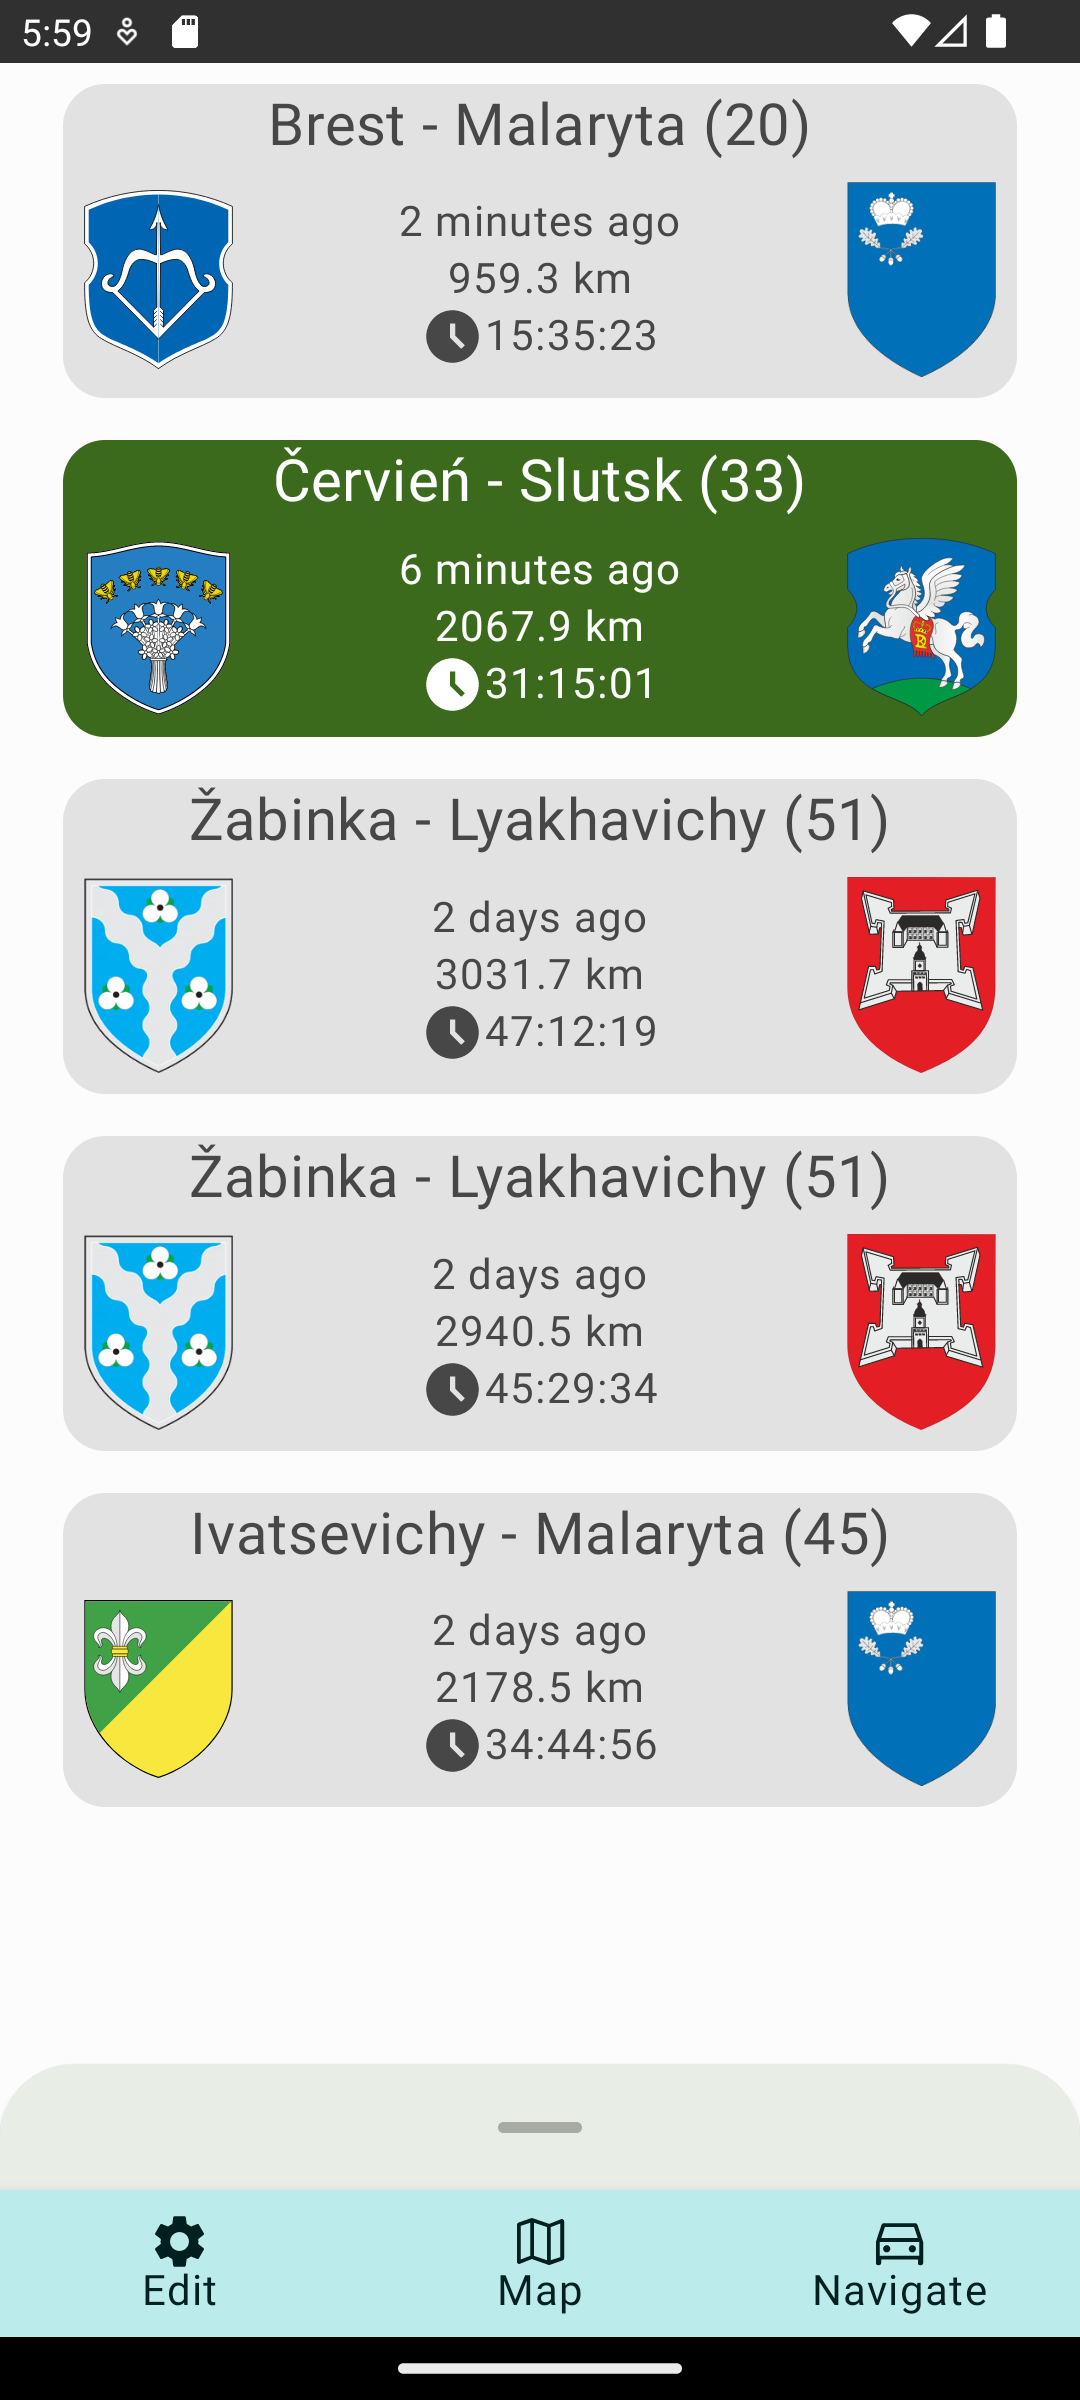 5:59
Brest - Malaryta (20)
2 minutes ago
959.3 km
15:35:23
Červień - Slutsk (33)
6 minutes ago
2067.9 km
31:15:01
Žabinka - Lyakhavichy (51)
2 days ago
3031.7 km
47:12:19
Žabinka - Lyakhavichy (51)
2 days ago
2940.5 km
45:29:34
Ivatsevichy - Malaryta (45)
2 days ago
2178.5 km
34:44:56
Edit
Map
Navigate